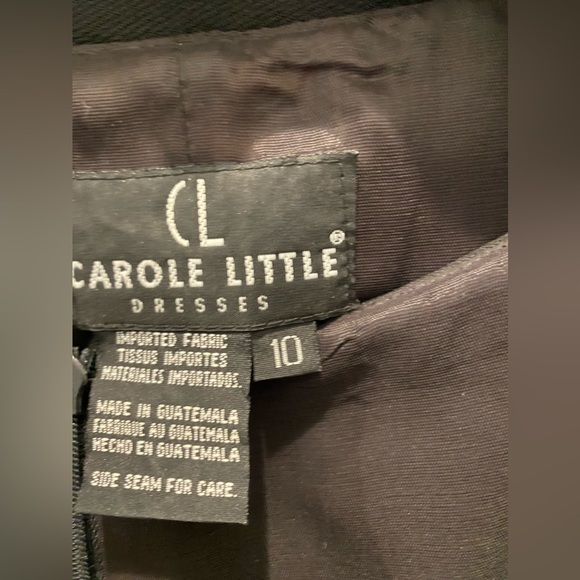 CL
CAROLE LITTLE®
DRESSES
10
IMPORTED FABRIC
TISSUS IMPORTES
MATERIALES IMPORTADOS.
MADE IN GUATEMALA
FABRIQUE AU GUATEMALA
HECHO EN GUATEMALA
SIDE SEAM FOR CARE.